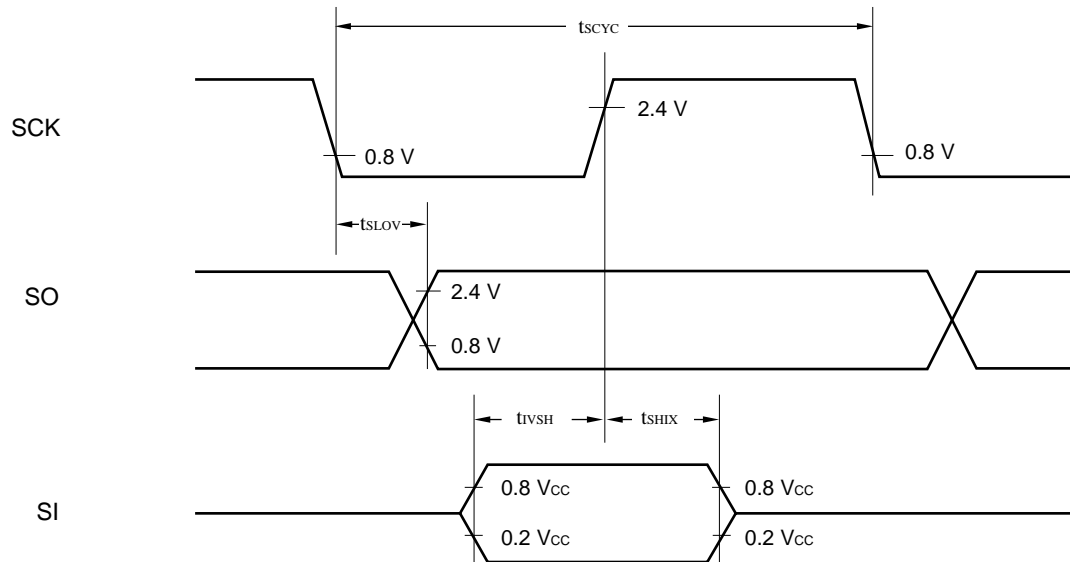 tSCYC
SCK
2.4 V
0.8 V
0.8 V
tSLOV
SO
2.4 V
0.8 V
tIVSH
tSHIX
SI
0.8 VCC
0.8 VCC
0.2 VCC
0.2 VCC